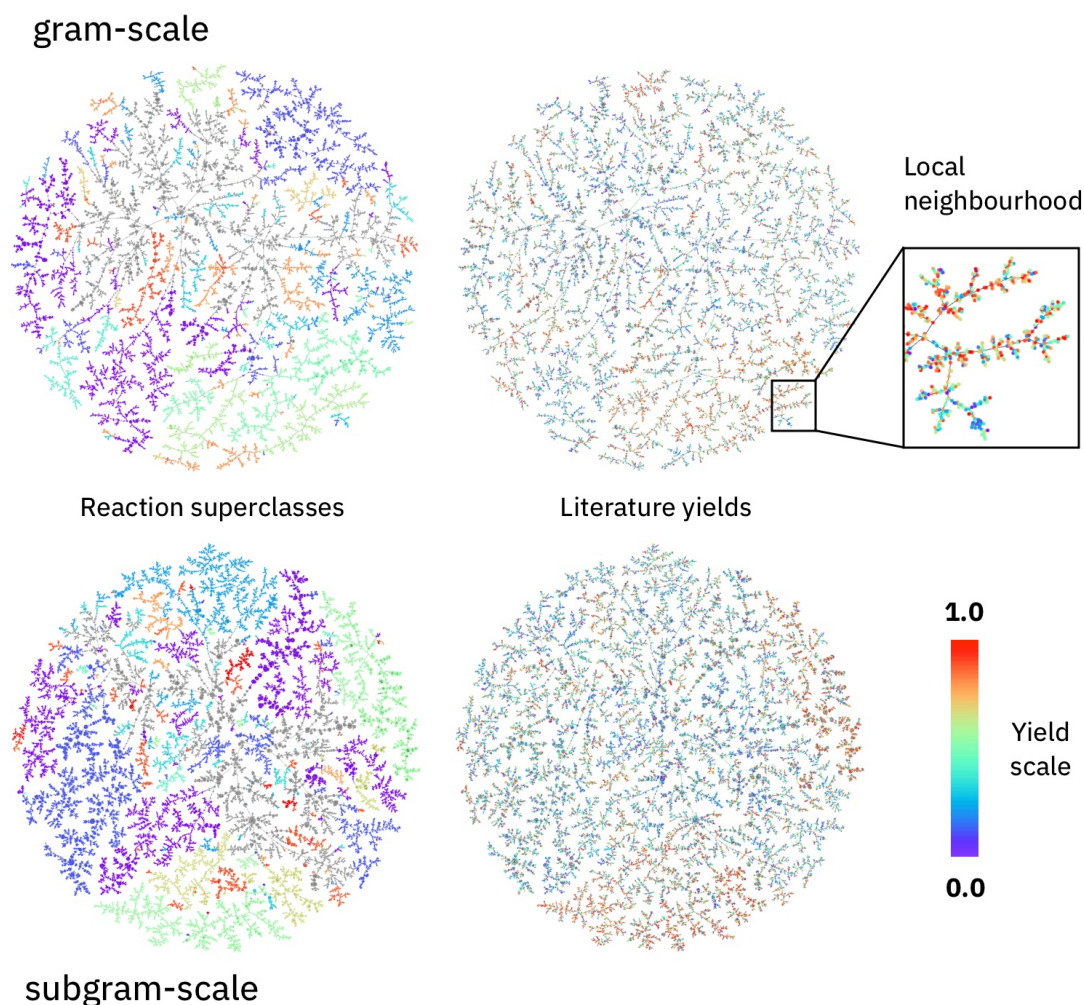 gram-scale
Local
neighbourhood
Reaction superclasses
Literature yields
1.0
Yield
scale
0.0
subgram-scale